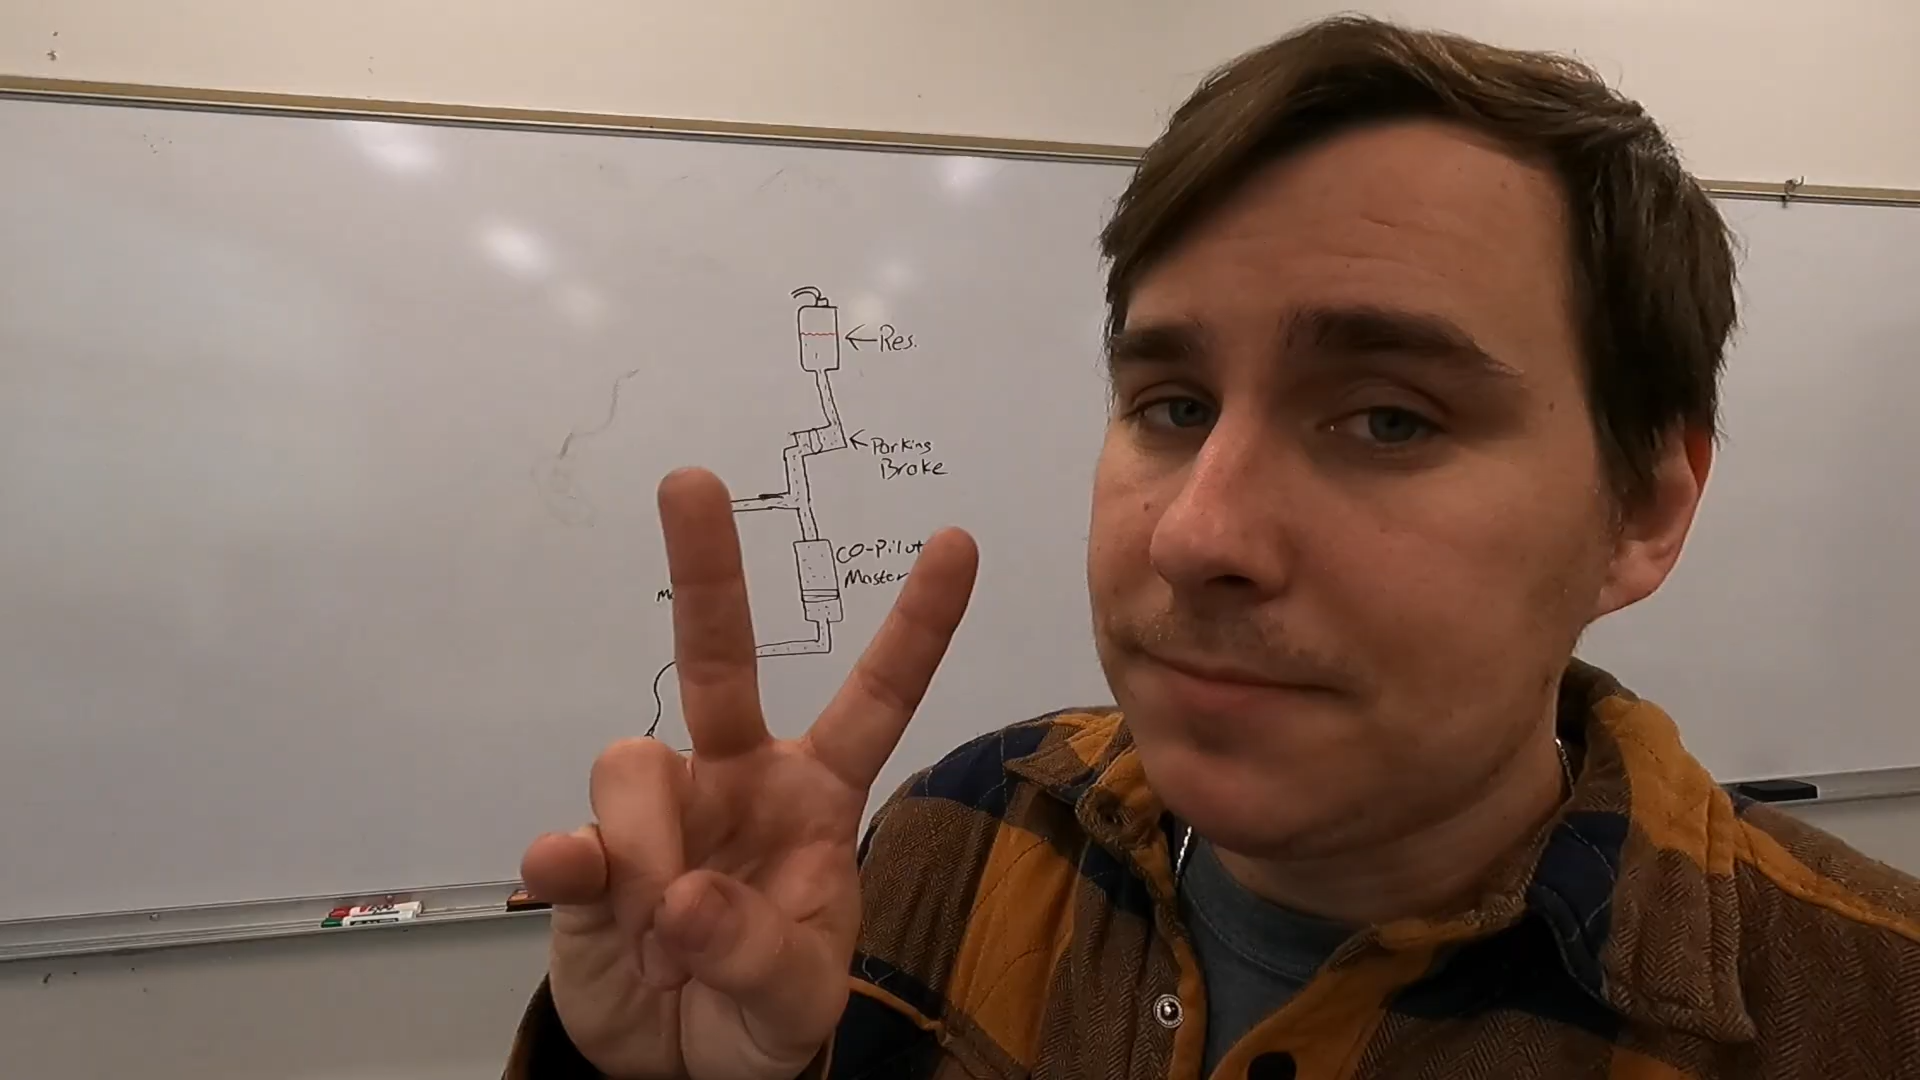 ←Res.
←Parking
Brake
CO-Pilot
Master